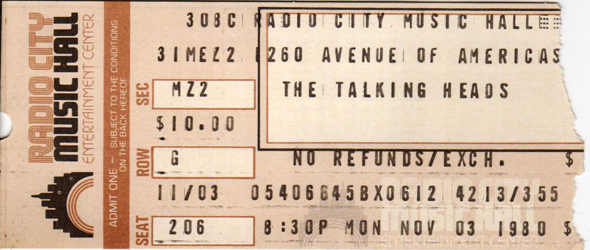 RADIO CITY
MUSIC HALL
ENTERTAINMENT CENTER
ADMIT ONE — SUBJECT TO THE CONDITIONS
ON THE BACK HEREOF
308C RADIO CITY MUSIC HALL
31MEZ2 1260 AVENUE OF AMERICAS
SEC MZ2 THE TALKING HEADS
$10.00
ROW G NO REFUNDS/EXCH. $
11/03 05406845BX0612 4213/355
SEAT 206 8:30PM MON NOV 03 1980 $